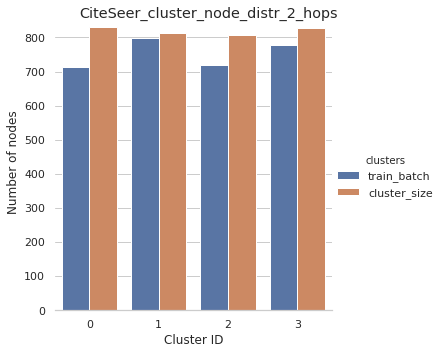 CiteSeer_cluster_node_distr_2_hops
800
700
600
500
400
300
200
100
0
Number of nodes
0 1 2 3
Cluster ID
clusters
train_batch
cluster_size